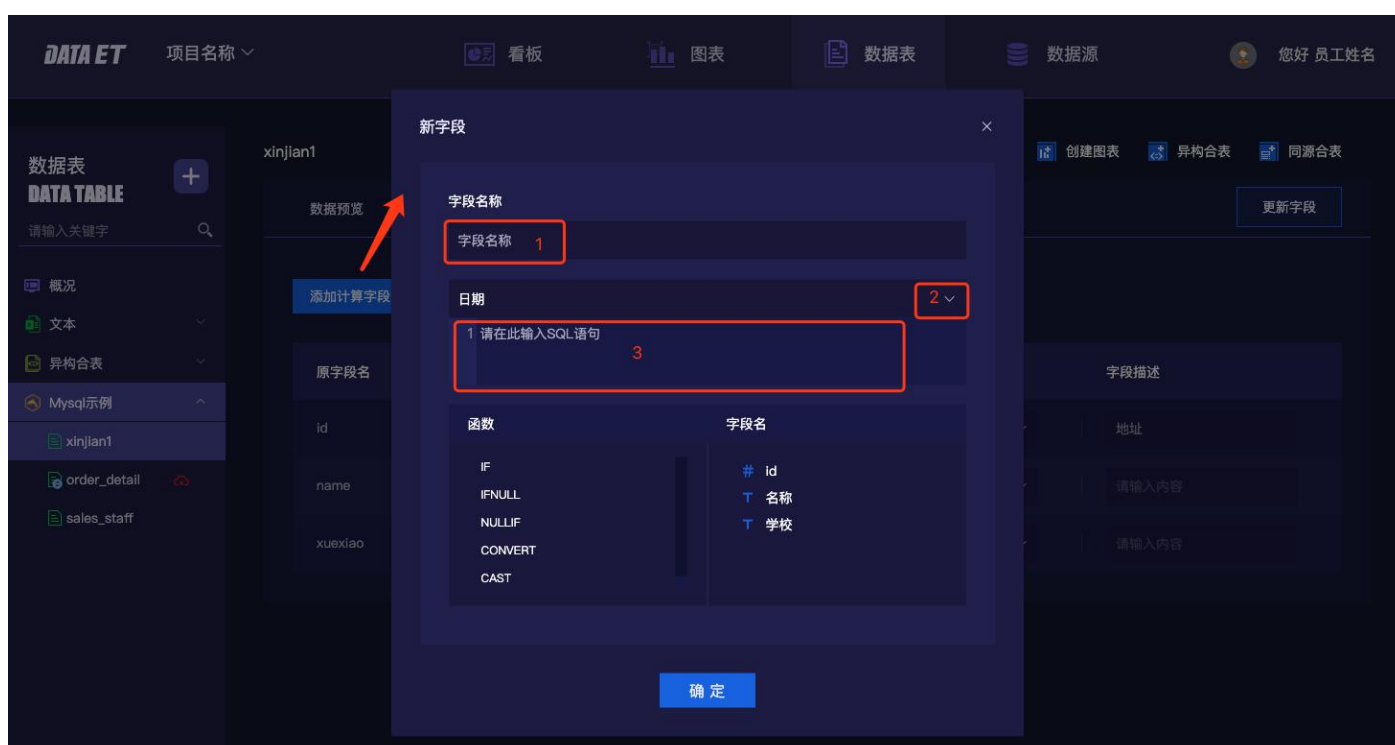 DATA ET 项目名称 看板 图表 数据表 数据源 您好 员工姓名
新字段
xinjian1 创建图表 异构合表 同源合表
数据表
DATA TABLE
请输入关键字
数据预览 更新字段
字段名称
字段名称 1
概况
添加计算字段
日期 2
文本
1 请在此输入SQL语句
3
异构合表
原字段名 字段描述
Mysql示例
函数 字段名
id 地址
xinjian1
IF # id
order_detail
name IFNULL T 名称 请输入内容
sales_staff
NULLIF T 学校
xuexiao CONVERT 请输入内容
CAST
确定